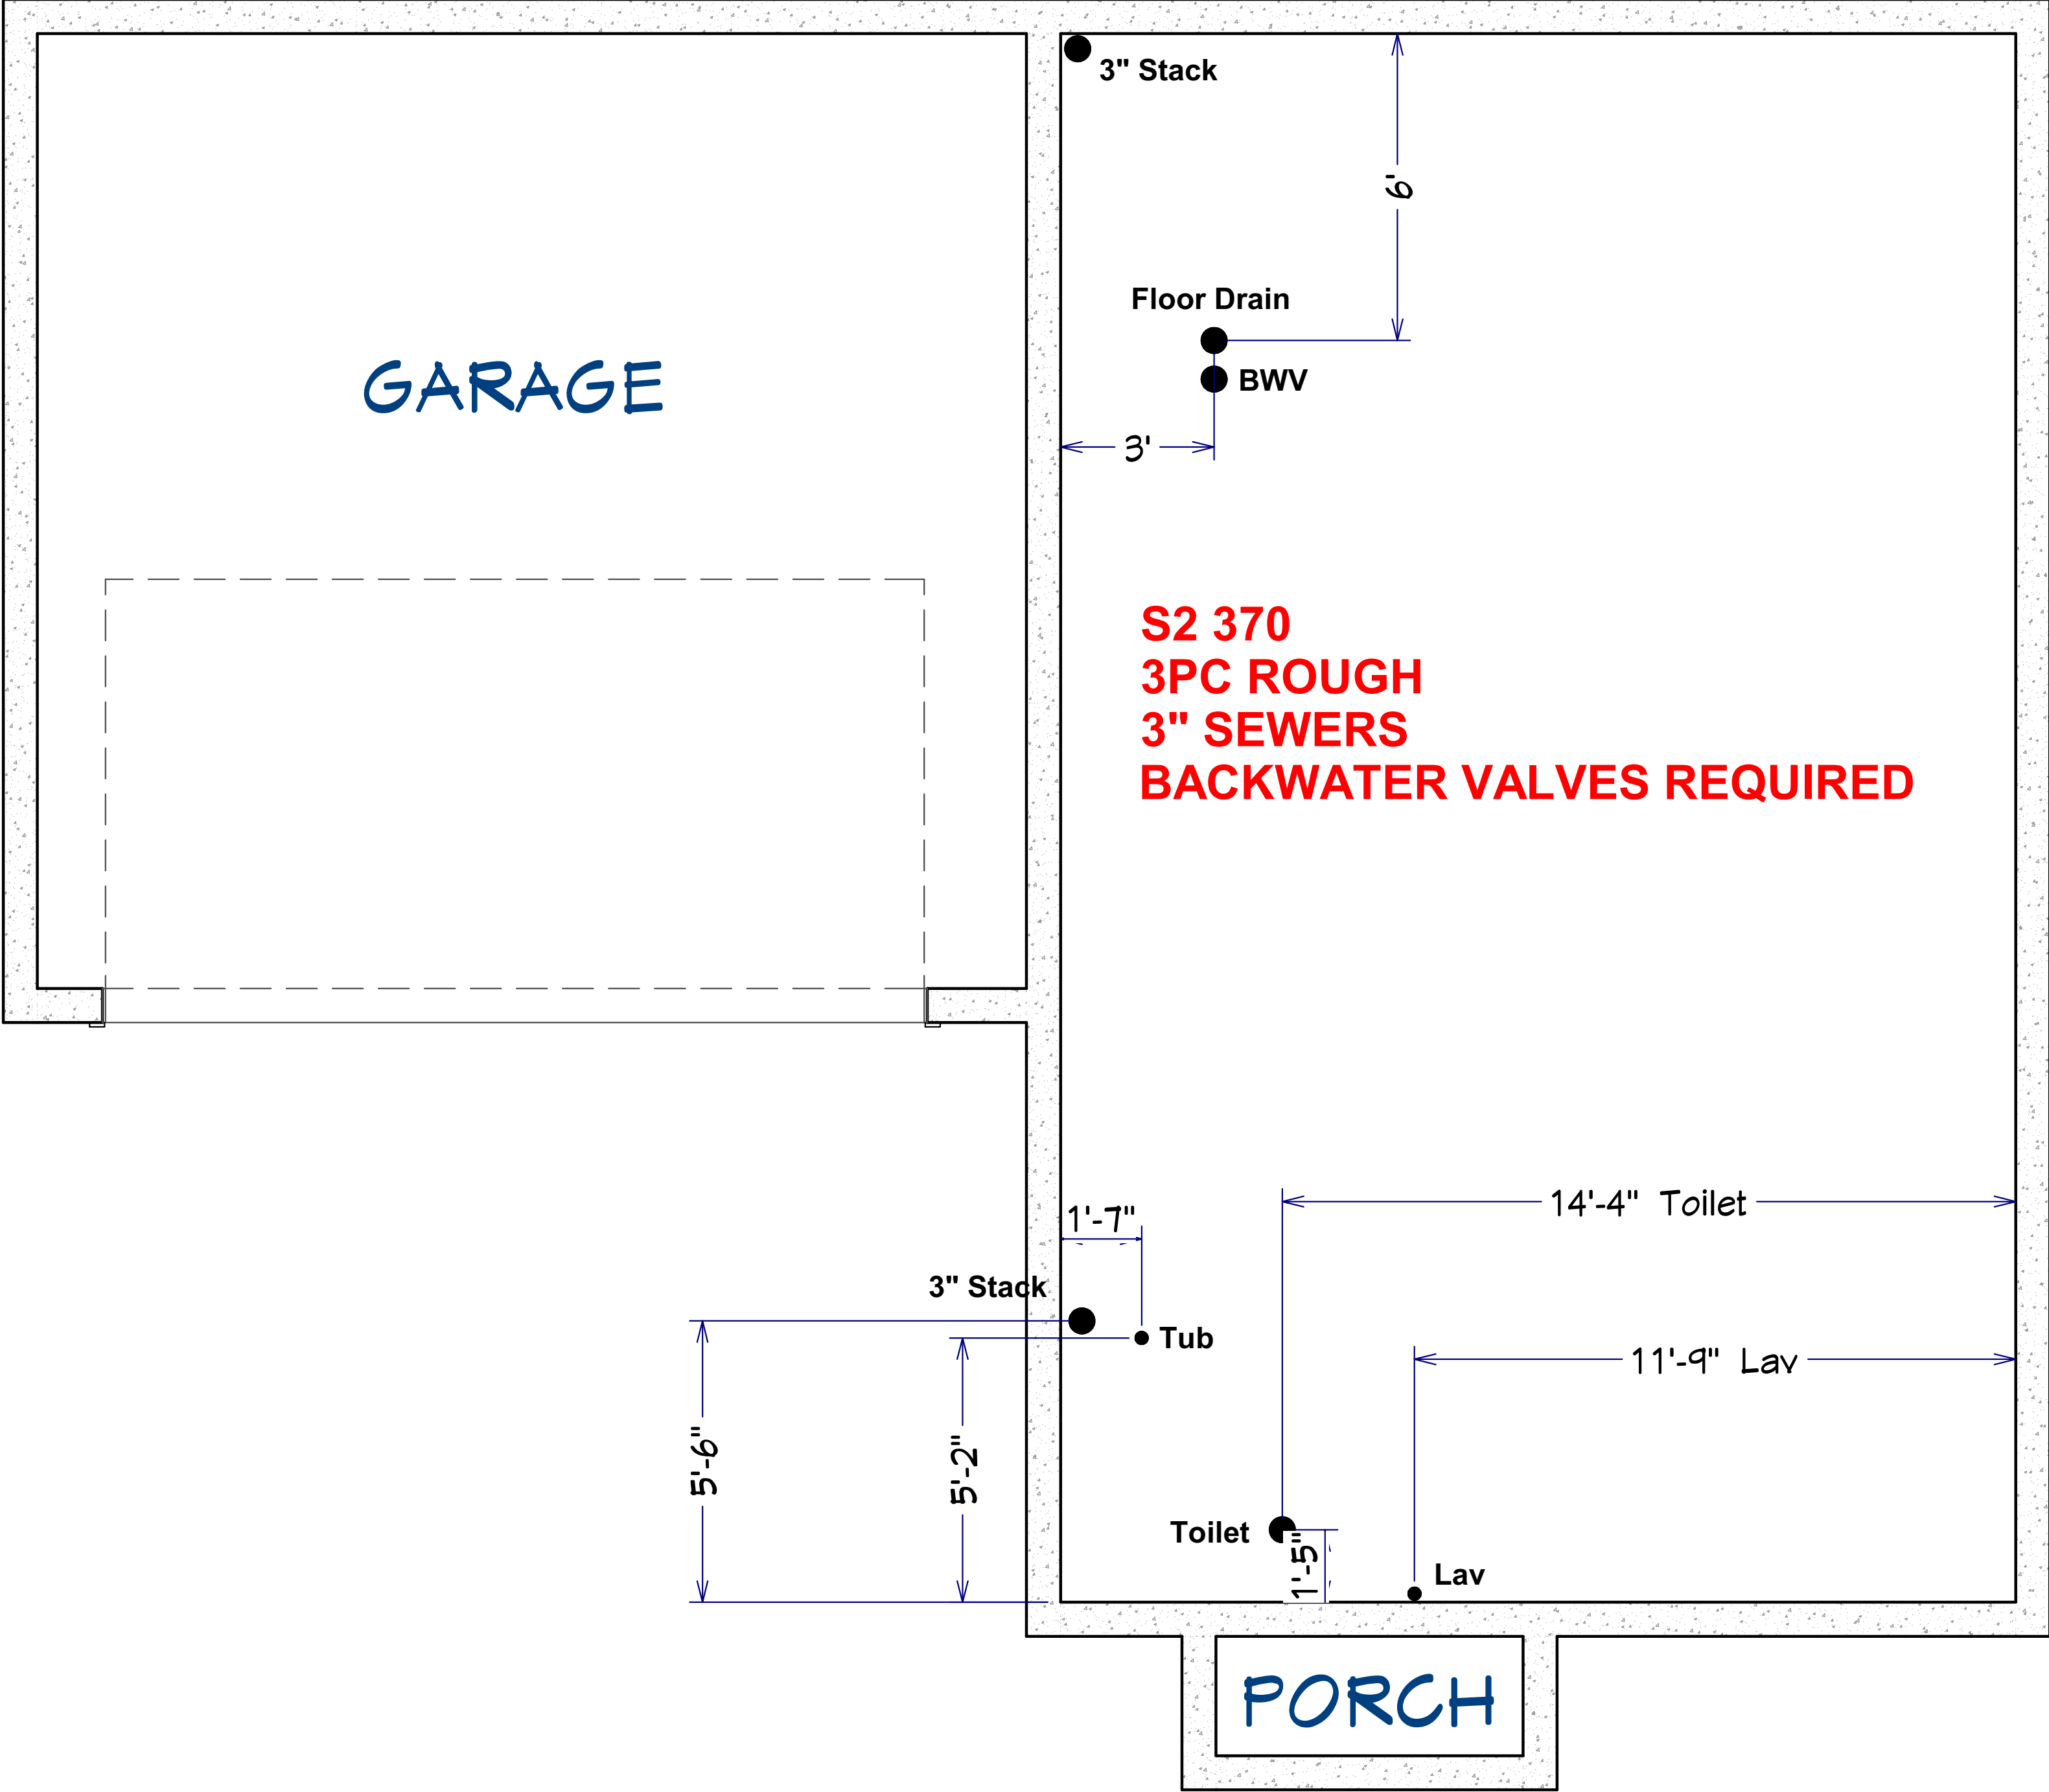 3" Stack
6'
Floor Drain
BWV
GARAGE
3'
S2 370
3PC ROUGH
3" SEWERS
BACKWATER VALVES REQUIRED
14'-4" Toilet
1'-7"
3" Stack
Tub
11'-9" Lav
5'-6"
5'-2"
Toilet
1'-5"
Lav
PORCH